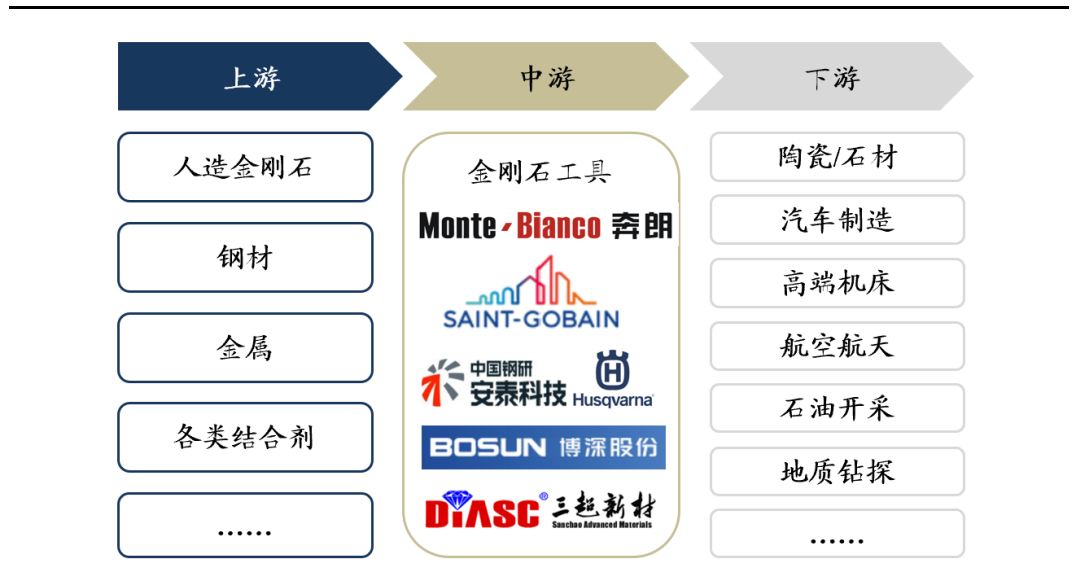 上游
中游
下游
人造金刚石
钢材
金属
各类结合剂
……
金刚石工具
Monte-Bianco 奔朗
SAINT-GOBAIN
中国钢研
安泰科技
Husqvarna
BOSUN 博深股份
DiASC® 三超新材
Sanchao Advanced Materials
陶瓷/石材
汽车制造
高端机床
航空航天
石油开采
地质钻探
……